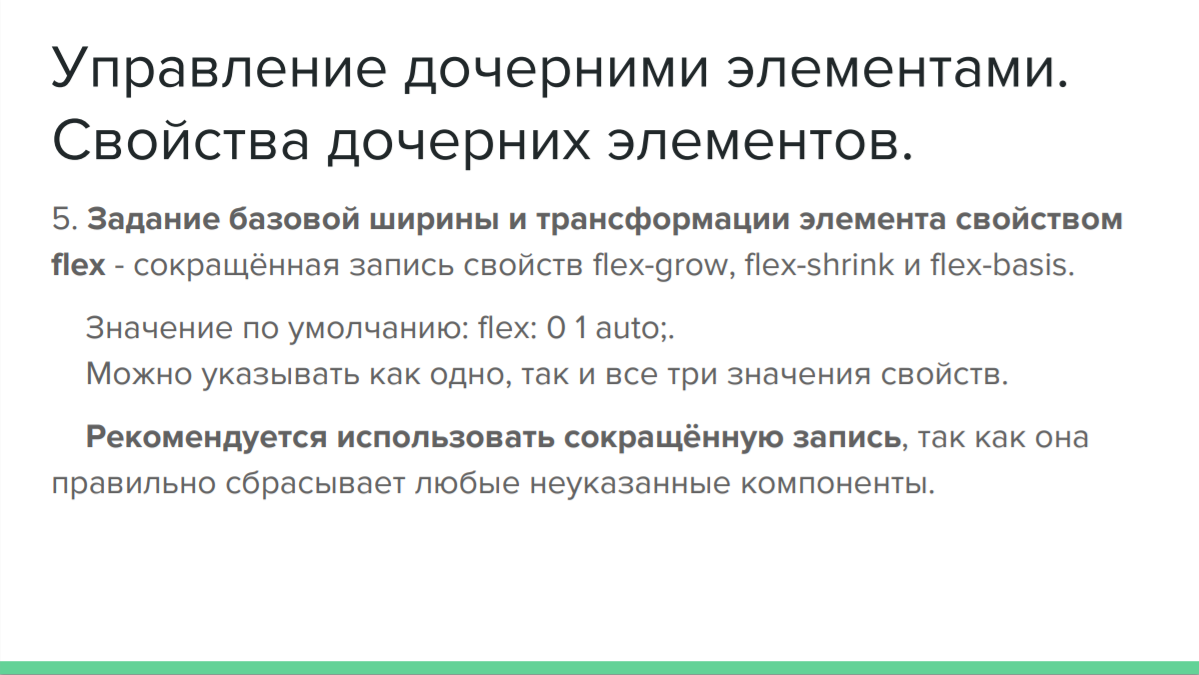 Управление дочерними элементами.
Свойства дочерних элементов.
5. Задание базовой ширины и трансформации элемента свойством
flex - сокращённая запись свойств flex-grow, flex-shrink и flex-basis.
Значение по умолчанию: flex: 0 1 auto;.
Можно указывать как одно, так и все три значения свойств.
Рекомендуется использовать сокращённую запись, так как она
правильно сбрасывает любые неуказанные компоненты.